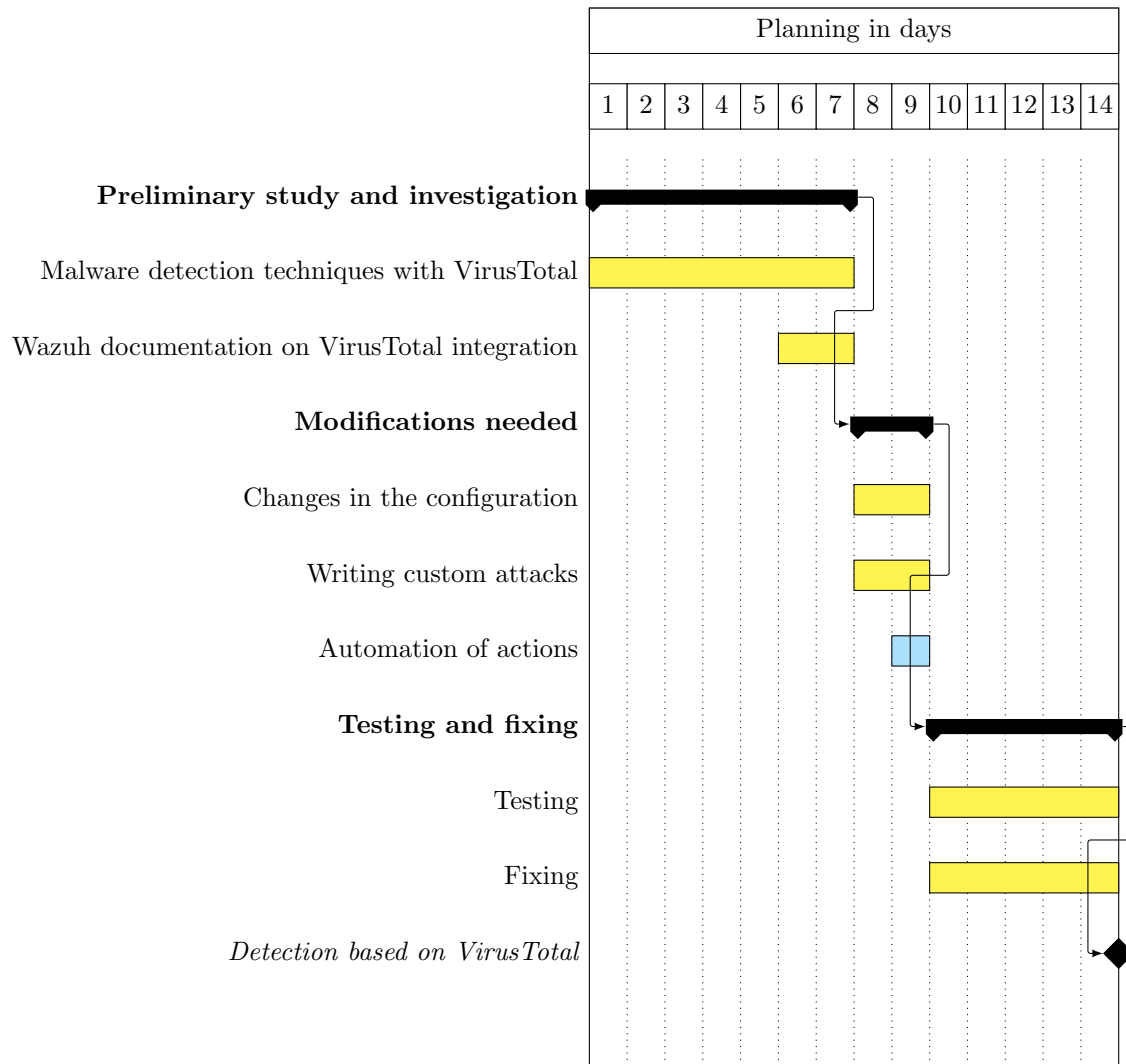 Planning in days
1 2 3 4 5 6 7 8 9 10 11 12 13 14
Preliminary study and investigation
Malware detection techniques with VirusTotal
Wazuh documentation on VirusTotal integration
Modifications needed
Changes in the configuration
Writing custom attacks
Automation of actions
Testing and fixing
Testing
Fixing
Detection based on VirusTotal